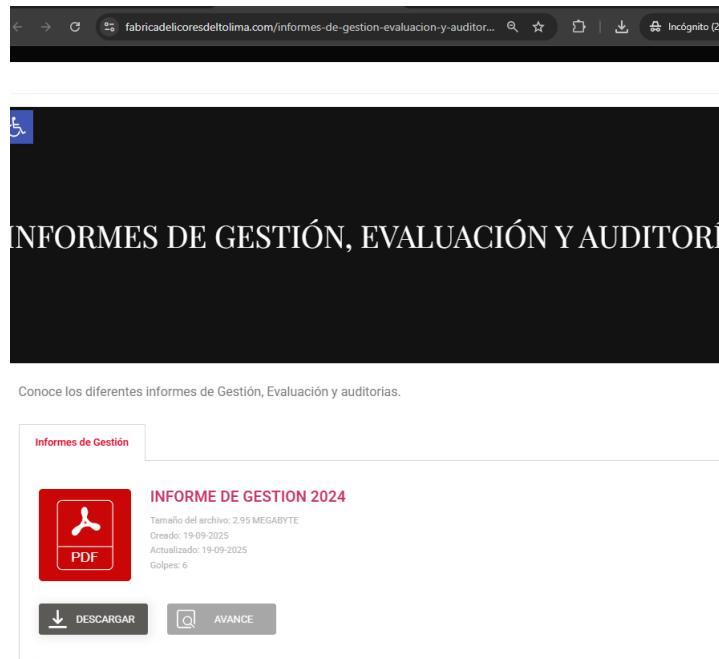 fabricadelicoresdeltolima.com/informes-de-gestion-evaluacion-y-auditor...
Incógnito (2
INFORMES DE GESTIÓN, EVALUACIÓN Y AUDITORÍ
Conoce los diferentes informes de Gestión, Evaluación y auditorias.
Informes de Gestión
INFORME DE GESTION 2024
Tamaño del archivo: 2.95 MEGABYTE
Creado: 19-09-2025
Actualizado: 19-09-2025
Golpes: 6
PDF
DESCARGAR
AVANCE